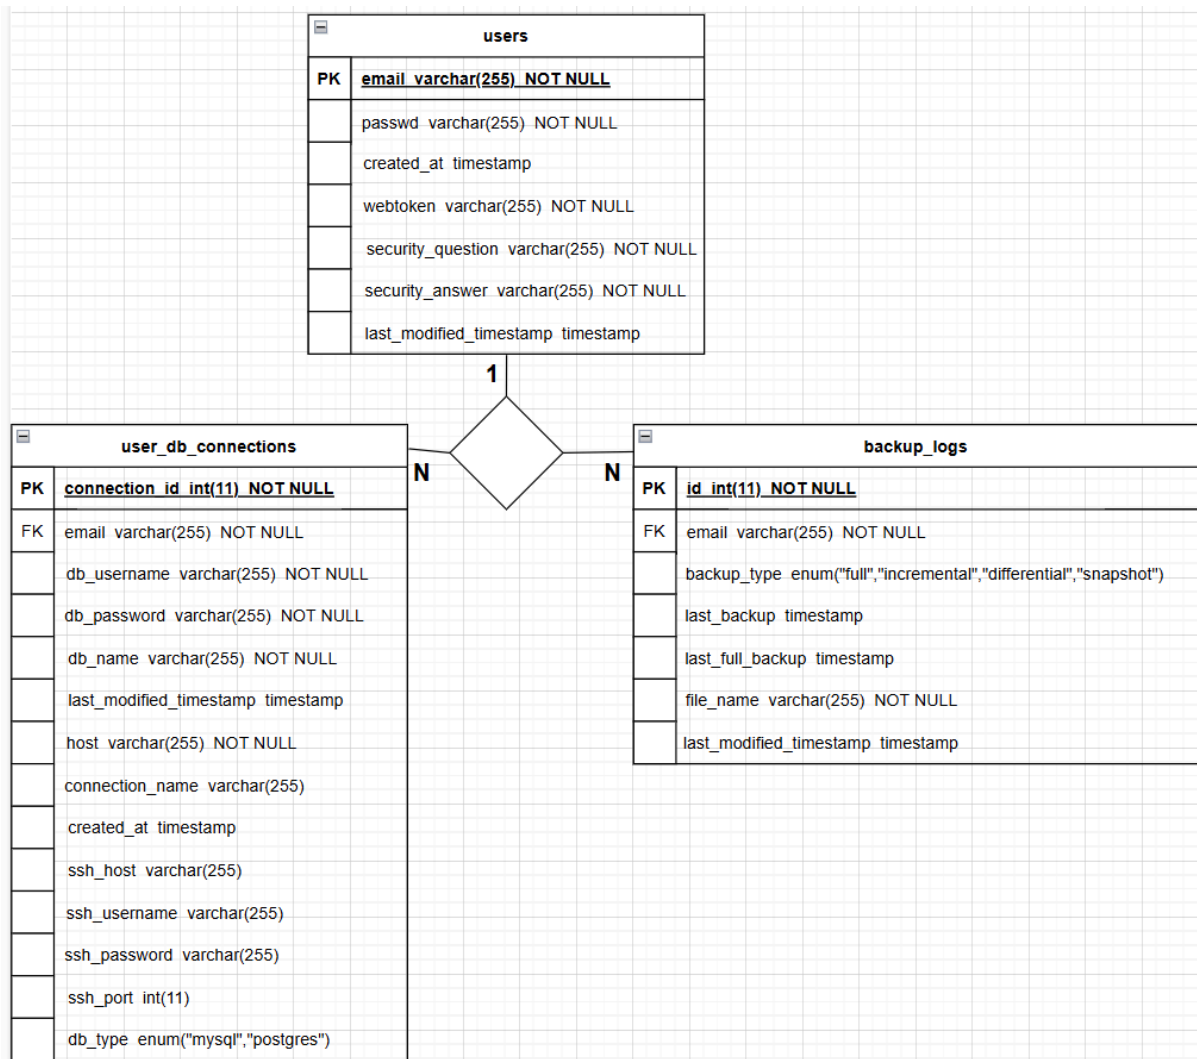 users
PK email varchar(255) NOT NULL
passwd varchar(255) NOT NULL
created_at timestamp
webtoken varchar(255) NOT NULL
security_question varchar(255) NOT NULL
security_answer varchar(255) NOT NULL
last_modified_timestamp timestamp
1
N
N
user_db_connections
PK connection_id int(11) NOT NULL
FK email varchar(255) NOT NULL
db_username varchar(255) NOT NULL
db_password varchar(255) NOT NULL
db_name varchar(255) NOT NULL
last_modified_timestamp timestamp
host varchar(255) NOT NULL
connection_name varchar(255)
created_at timestamp
ssh_host varchar(255)
ssh_username varchar(255)
ssh_password varchar(255)
ssh_port int(11)
db_type enum("mysql","postgres")
backup_logs
PK id int(11) NOT NULL
FK email varchar(255) NOT NULL
backup_type enum("full","incremental","differential","snapshot")
last_backup timestamp
last_full_backup timestamp
file_name varchar(255) NOT NULL
last_modified_timestamp timestamp